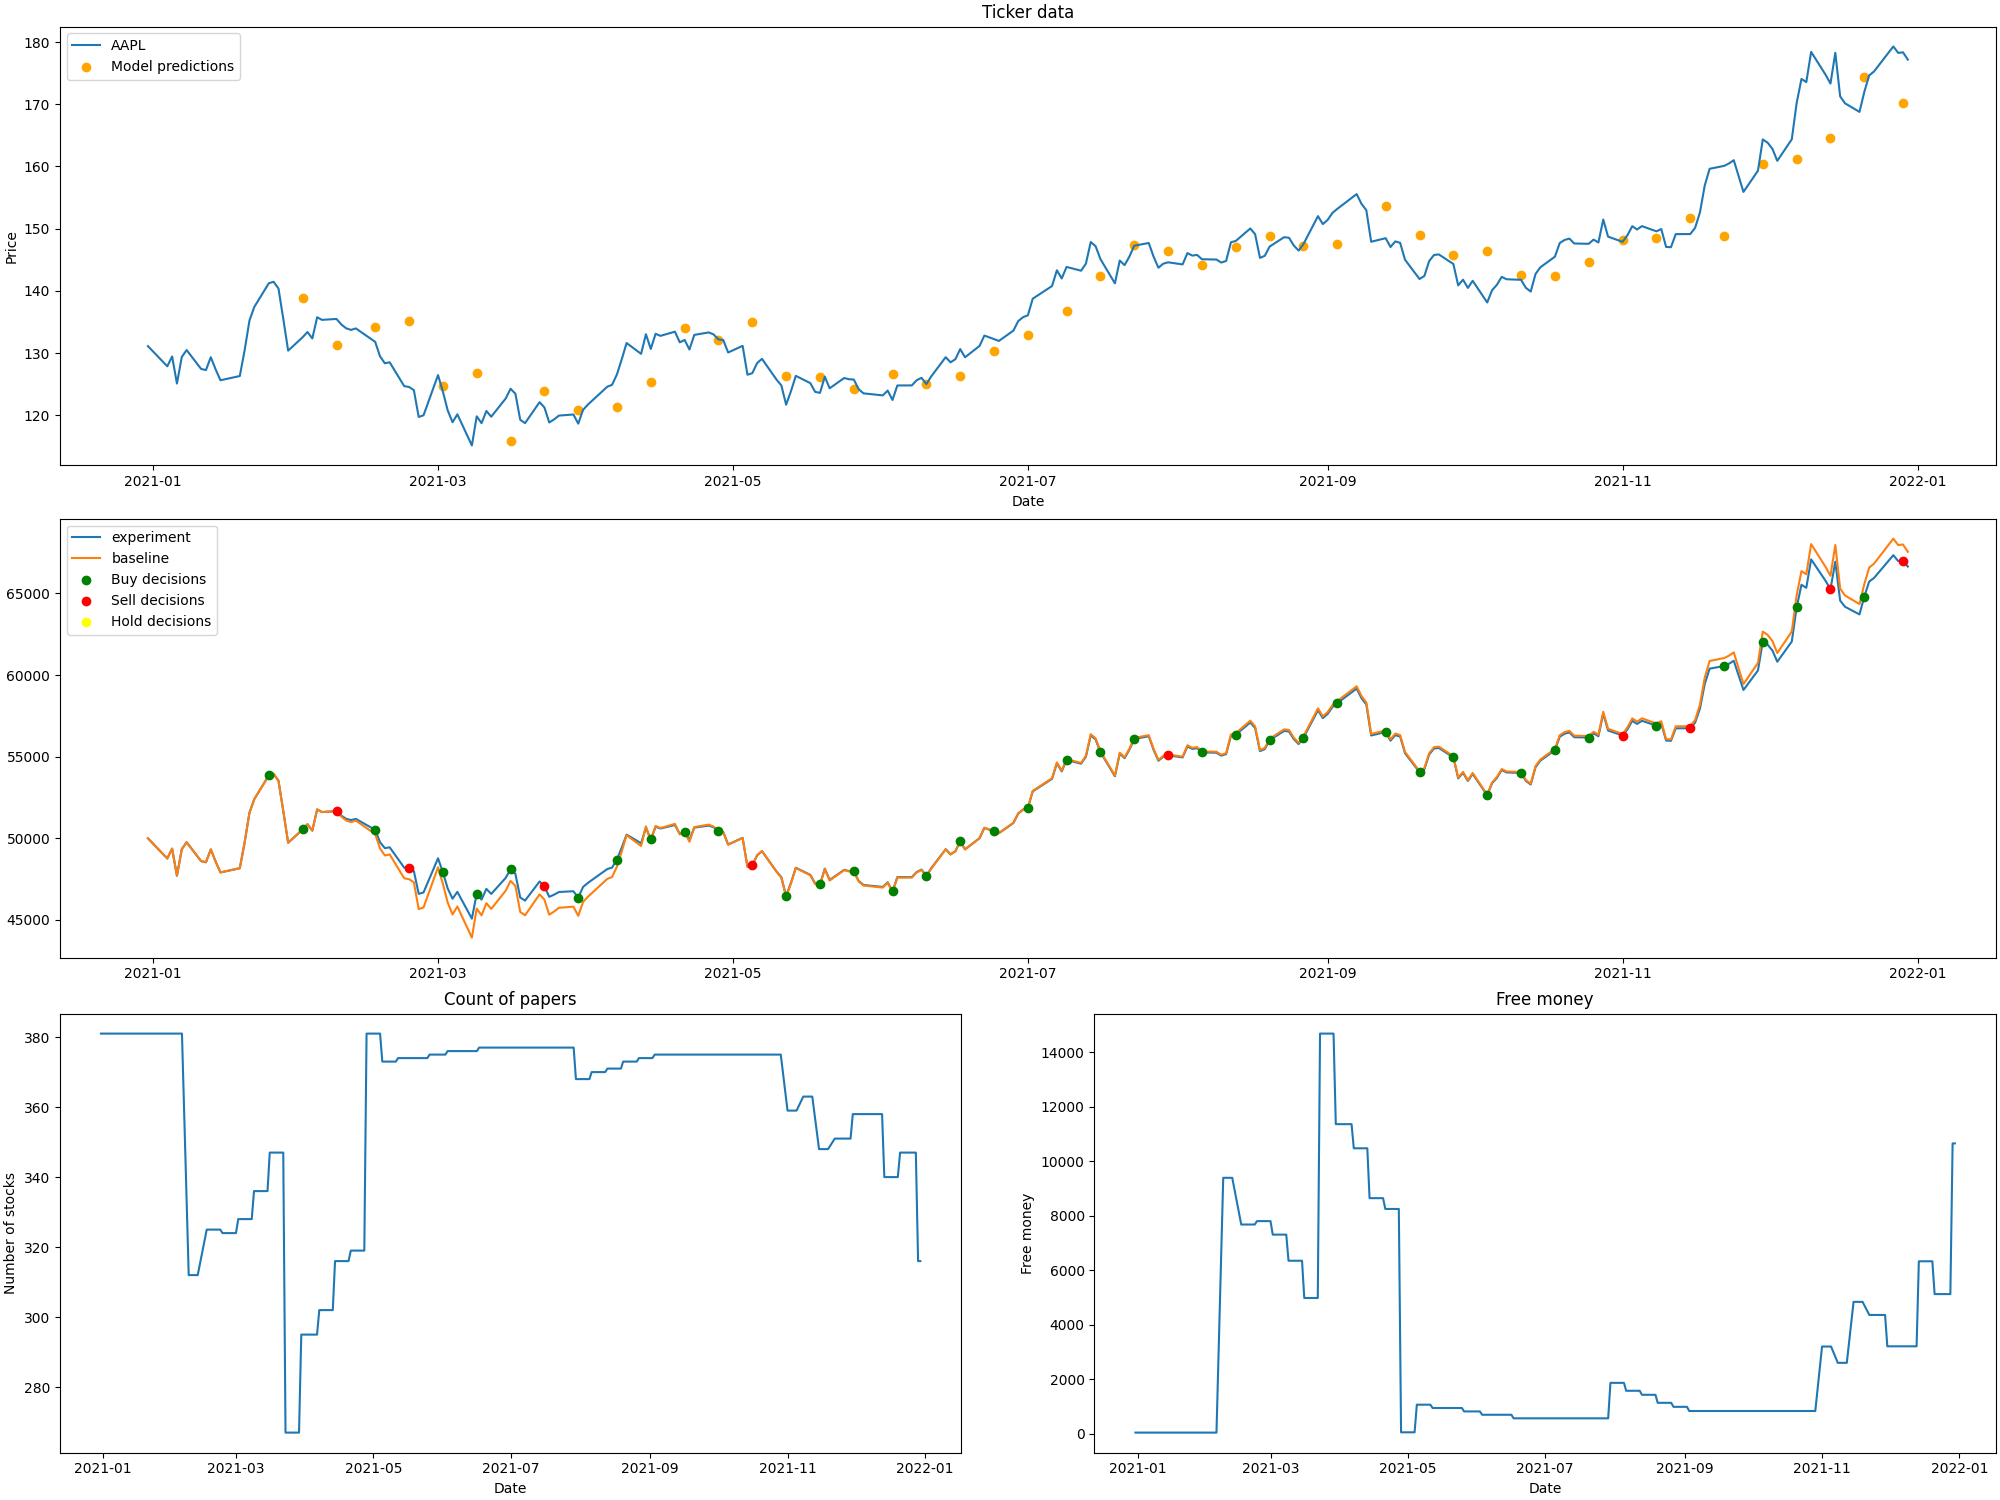 Ticker data
AAPL
Model predictions
Price
180
170
160
150
140
130
120
2021-01 2021-03 2021-05 2021-07 2021-09 2021-11 2022-01
Date
experiment
baseline
Buy decisions
Sell decisions
Hold decisions
65000
60000
55000
50000
45000
2021-01 2021-03 2021-05 2021-07 2021-09 2021-11 2022-01
Count of papers
Number of stocks
380
360
340
320
300
280
2021-01 2021-03 2021-05 2021-07 2021-09 2021-11 2022-01
Date
Free money
Free money
14000
12000
10000
8000
6000
4000
2000
0
2021-01 2021-03 2021-05 2021-07 2021-09 2021-11 2022-01
Date